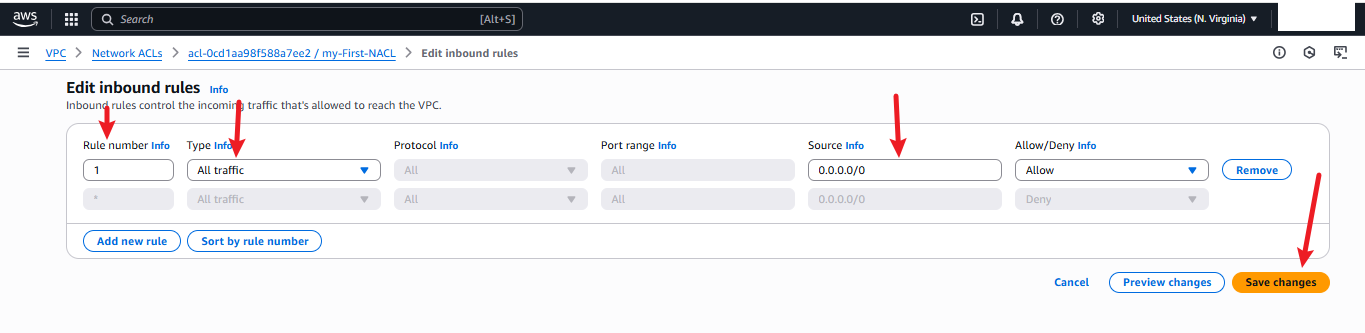 aws Search [Alt+S] United States (N. Virginia)
VPC > Network ACLs > acl-0cd1aa98f588a7ee2 / my-First-NACL > Edit inbound rules
Edit inbound rules Info
Inbound rules control the incoming traffic that's allowed to reach the VPC.
Rule number Info Type Info Protocol Info Port range Info Source Info Allow/Deny Info
1 All traffic All All 0.0.0.0/0 Allow Remove
* All traffic All All 0.0.0.0/0 Deny
Add new rule Sort by rule number
Cancel Preview changes Save changes